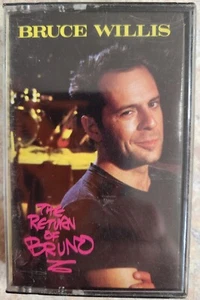 BRUCE WILLIS
THE
RETURN
OF
BRUNO